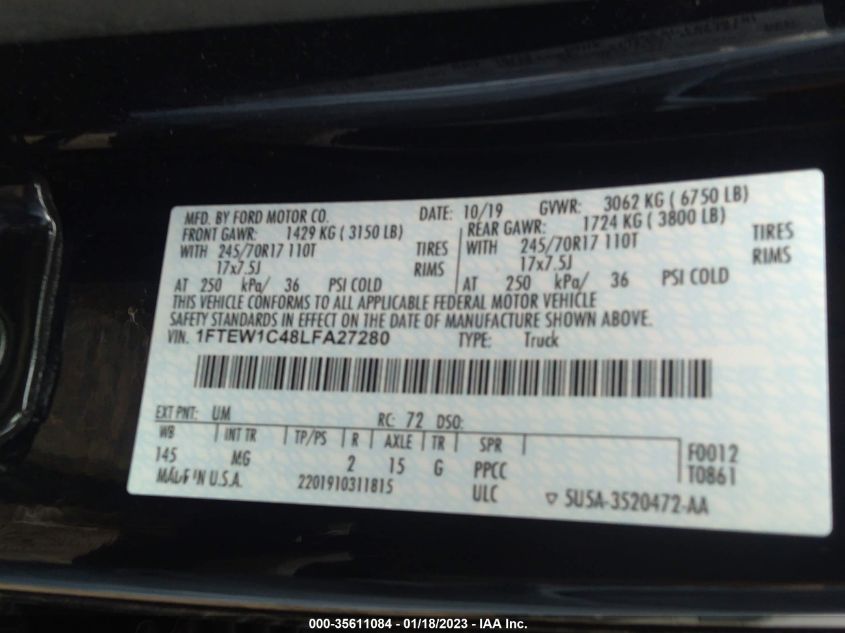 MFD. BY FORD MOTOR CO. DATE: 10/19 GVWR: 3062 KG ( 6750 LB)
FRONT GAWR: 1429 KG ( 3150 LB) REAR GAWR: 1724 KG ( 3800 LB)
WITH 245/70R17 110T TIRES WITH 245/70R17 110T TIRES
17x7.5J RIMS 17x7.5J RIMS
AT 250 kPa/ 36 PSI COLD AT 250 kPa/ 36 PSI COLD
THIS VEHICLE CONFORMS TO ALL APPLICABLE FEDERAL MOTOR VEHICLE
SAFETY STANDARDS IN EFFECT ON THE DATE OF MANUFACTURE SHOWN ABOVE.
VIN: 1FTEW1C48LFA27280 TYPE: Truck
EXT PNT: UM RC: 72 DSO:
WB INT TR TP/PS R AXLE TR SPR F0012
145 MG 2 15 G PPCC T0861
MADE IN U.S.A. 2201910311815 ULC ▽ SU5A-3520472-AA
000-35611084 - 01/18/2023 - IAA Inc.